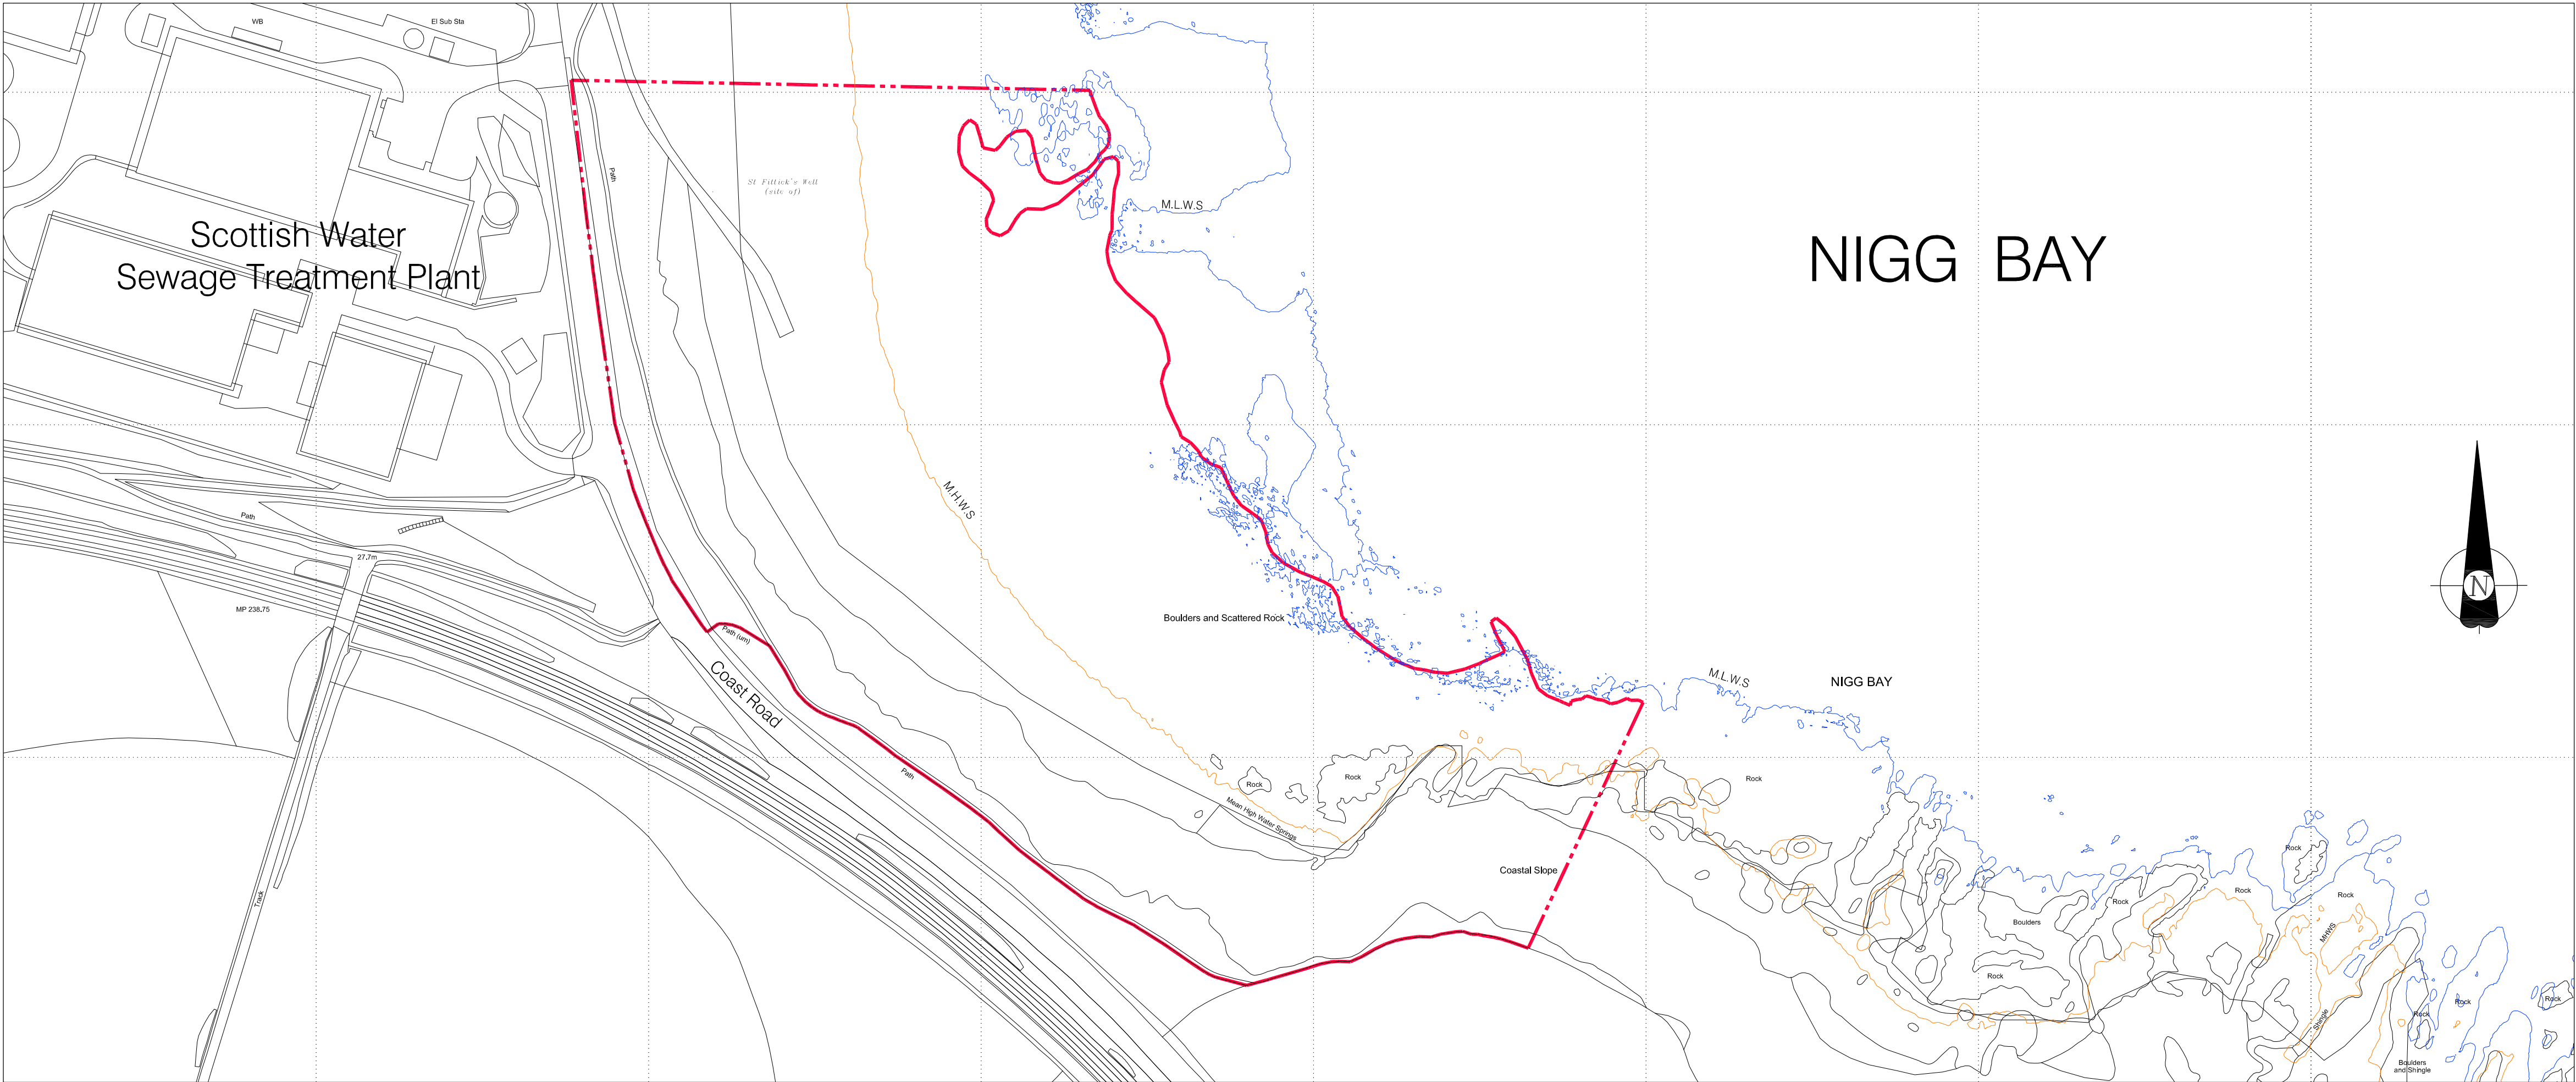 WB
El Sub Sta
Path
St Fittick's Well
(site of)
M.L.W.S
Scottish Water
Sewage Treatment Plant
NIGG BAY
M.H.W.S
Path
27.7m
MP 238.75
Path (um)
Boulders and Scattered Rock
Coast Road
M.L.W.S
NIGG BAY
N
Path
Rock
Rock
Rock
Mean High Water Springs
Coastal Slope
Track
Rock
Rock
Rock
Rock
Boulders
MHWS
Rock
Rock
Rock
Rock
Shingle
Boulders
and Shingle